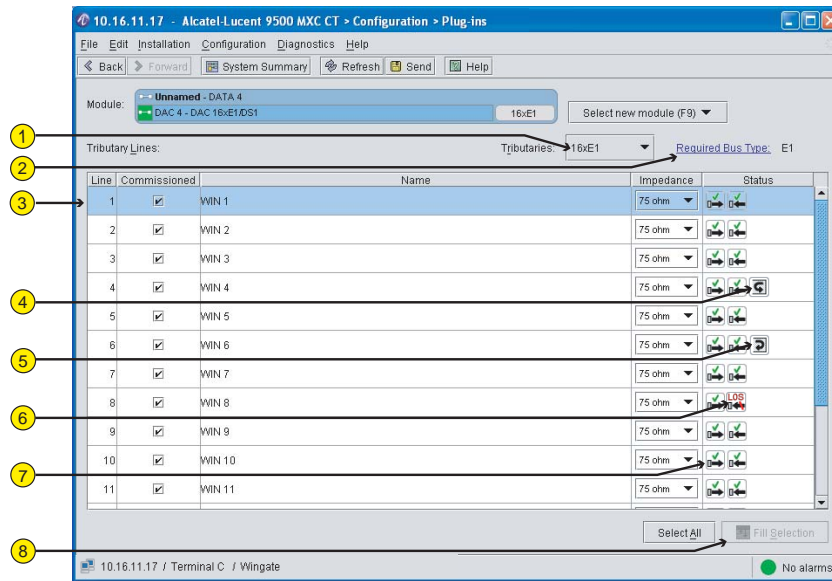 10.16.11.17 - Alcatel-Lucent 9500 MXC CT > Configuration > Plug-ins
File Edit Installation Configuration Diagnostics Help
Back Forward System Summary Refresh Send Help
Module: Unnamed - DATA 4
DAC 4 - DAC 16xE1/DS1 16xE1 Select new module (F9)
1
2
Tributary Lines: Tributaries: 16xE1 Required Bus Type: E1
Line Commissioned Name Impedance Status
3
1 WIN 1 75 ohm
2 WIN 2 75 ohm
3 WIN 3 75 ohm
4
4 WIN 4 75 ohm
5 WIN 5 75 ohm
5
6 WIN 6 75 ohm
7 WIN 7 75 ohm
6
8 WIN 8 75 ohm LOS
9 WIN 9 75 ohm
7
10 WIN 10 75 ohm
11 WIN 11 75 ohm
8
Select All Fill Selection
10.16.11.17 / Terminal C / Wingate No alarms